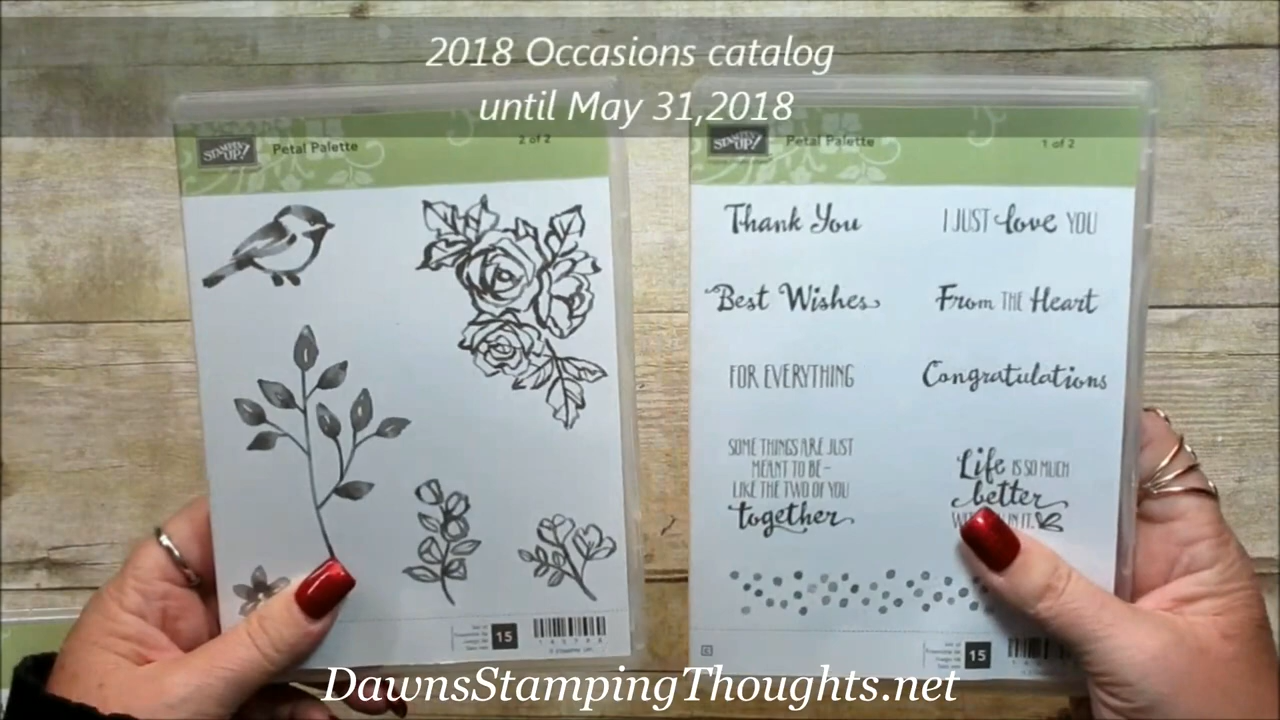 2018 Occasions catalog
until May 31,2018
STAMPIN' UP!
Petal Palette
2 of 2
15
STAMPIN' UP!
Petal Palette
1 of 2
Thank You
I JUST love YOU
Best Wishes
From THE Heart
FOR EVERYTHING
Congratulations
SOME THINGS ARE JUST
MEANT TO BE –
LIKE THE TWO OF YOU
together
Life IS SO MUCH
better
IN IT.
15
DawnsStampingThoughts.net